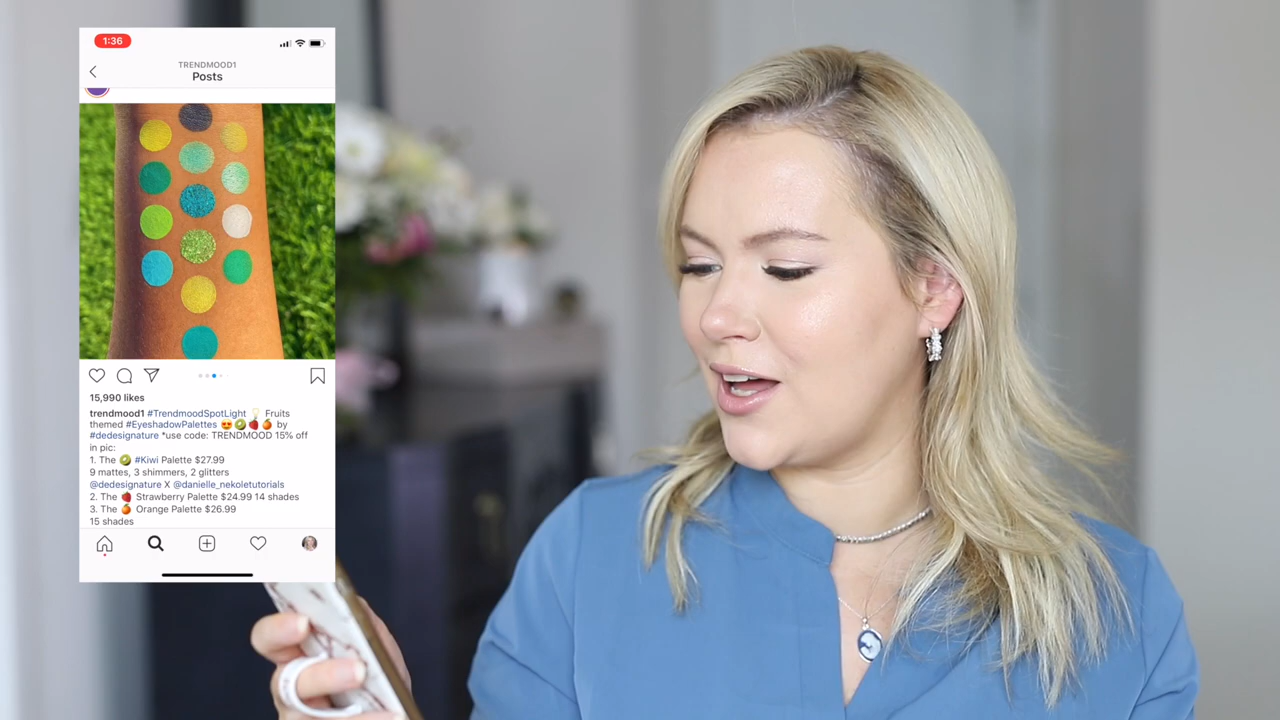 1:36
TRENDMOOD1
Posts
15,990 likes
trendmood1 #TrendmoodSpotLight 💡 Fruits
themed #EyeshadowPalettes 😍🥝🍓🍊 by
#dedesignature *use code: TRENDMOOD 15% off
in pic:
1. The 🥝 #Kiwi Palette $27.99
9 mattes, 3 shimmers, 2 glitters
@dedesignature X @danielle_nekoletutorials
2. The 🍓 Strawberry Palette $24.99 14 shades
3. The 🍊 Orange Palette $26.99
15 shades